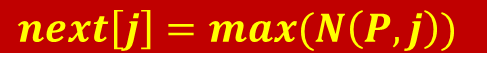 next[j] = max(N(P,j))